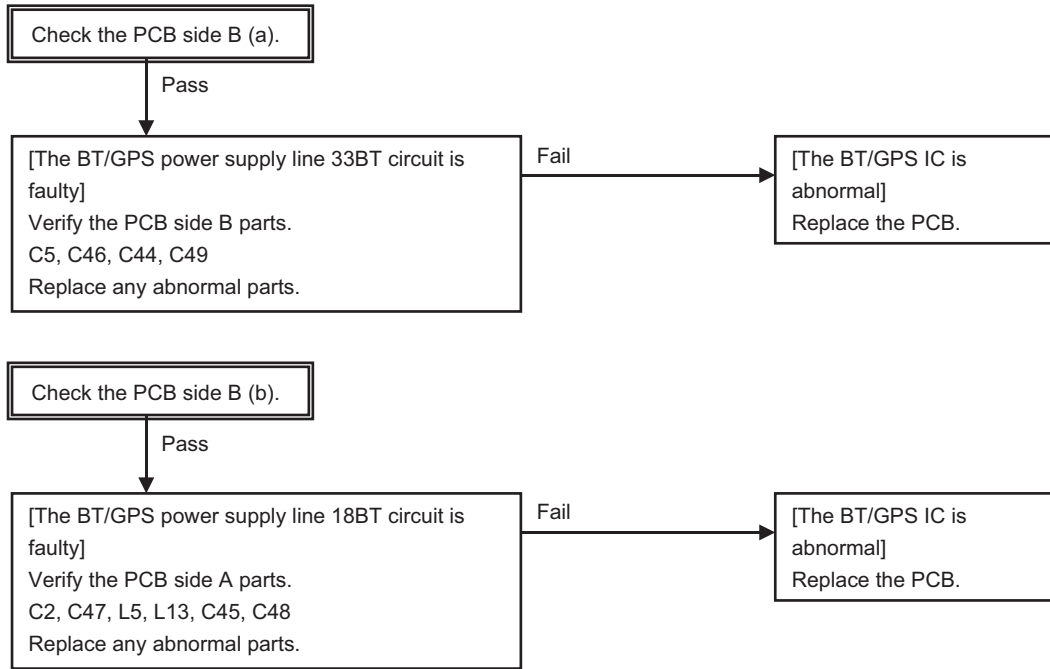 Check the PCB side B (a).
Pass
[The BT/GPS power supply line 33BT circuit is
faulty]
Verify the PCB side B parts.
C5, C46, C44, C49
Replace any abnormal parts.
Fail
[The BT/GPS IC is
abnormal]
Replace the PCB.
Check the PCB side B (b).
Pass
[The BT/GPS power supply line 18BT circuit is
faulty]
Verify the PCB side A parts.
C2, C47, L5, L13, C45, C48
Replace any abnormal parts.
Fail
[The BT/GPS IC is
abnormal]
Replace the PCB.